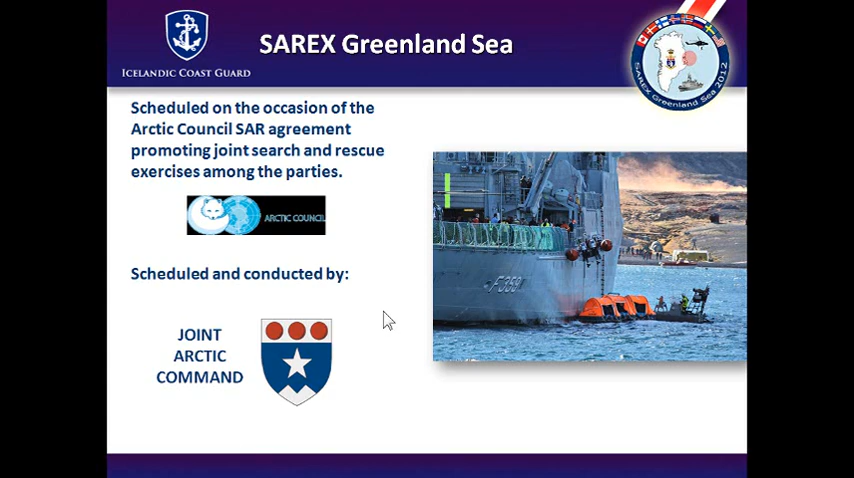 SAREX Greenland Sea
ICELANDIC COAST GUARD
SAREX Greenland Sea 2012
Scheduled on the occasion of the
Arctic Council SAR agreement
promoting joint search and rescue
exercises among the parties.
ARCTIC COUNCIL
Scheduled and conducted by:
JOINT
ARCTIC
COMMAND
F359